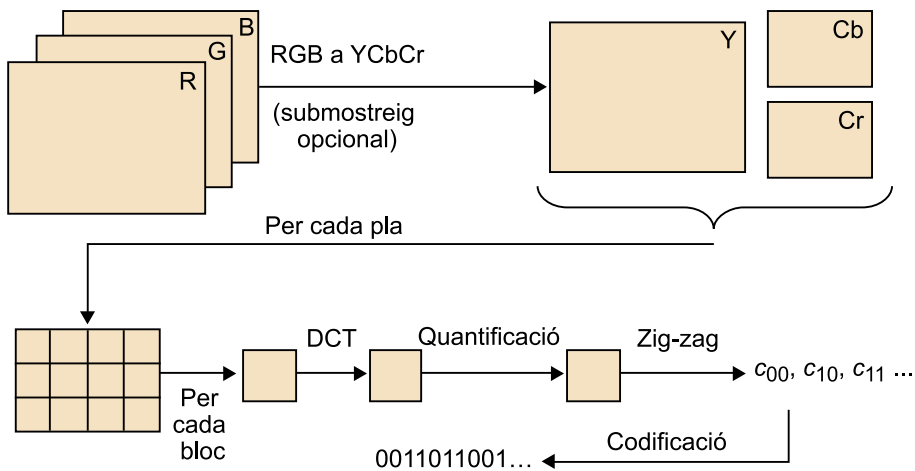 B
G
R
RGB a YCbCr
(submostreig
opcional)
Y
Cb
Cr
Per cada pla
Per
cada
bloc
DCT
Quantificació
Zig-zag
c00, c10, c11 ...
Codificació
0011011001...